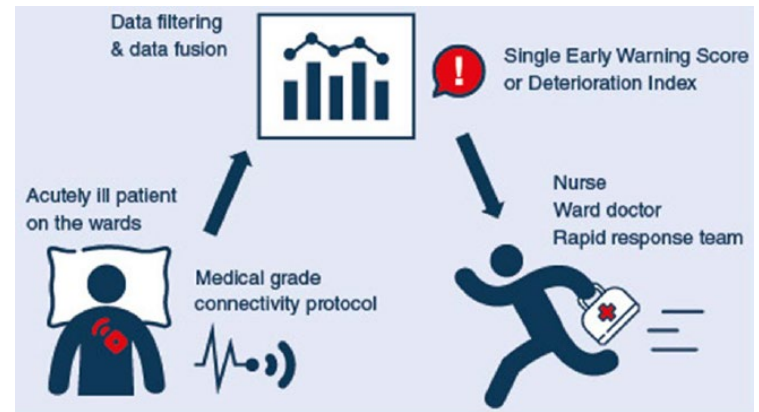 Data filtering
& data fusion
!
Single Early Warning Score
or Deterioration Index
Acutely ill patient
on the wards
Medical grade
connectivity protocol
Nurse
Ward doctor
Rapid response team